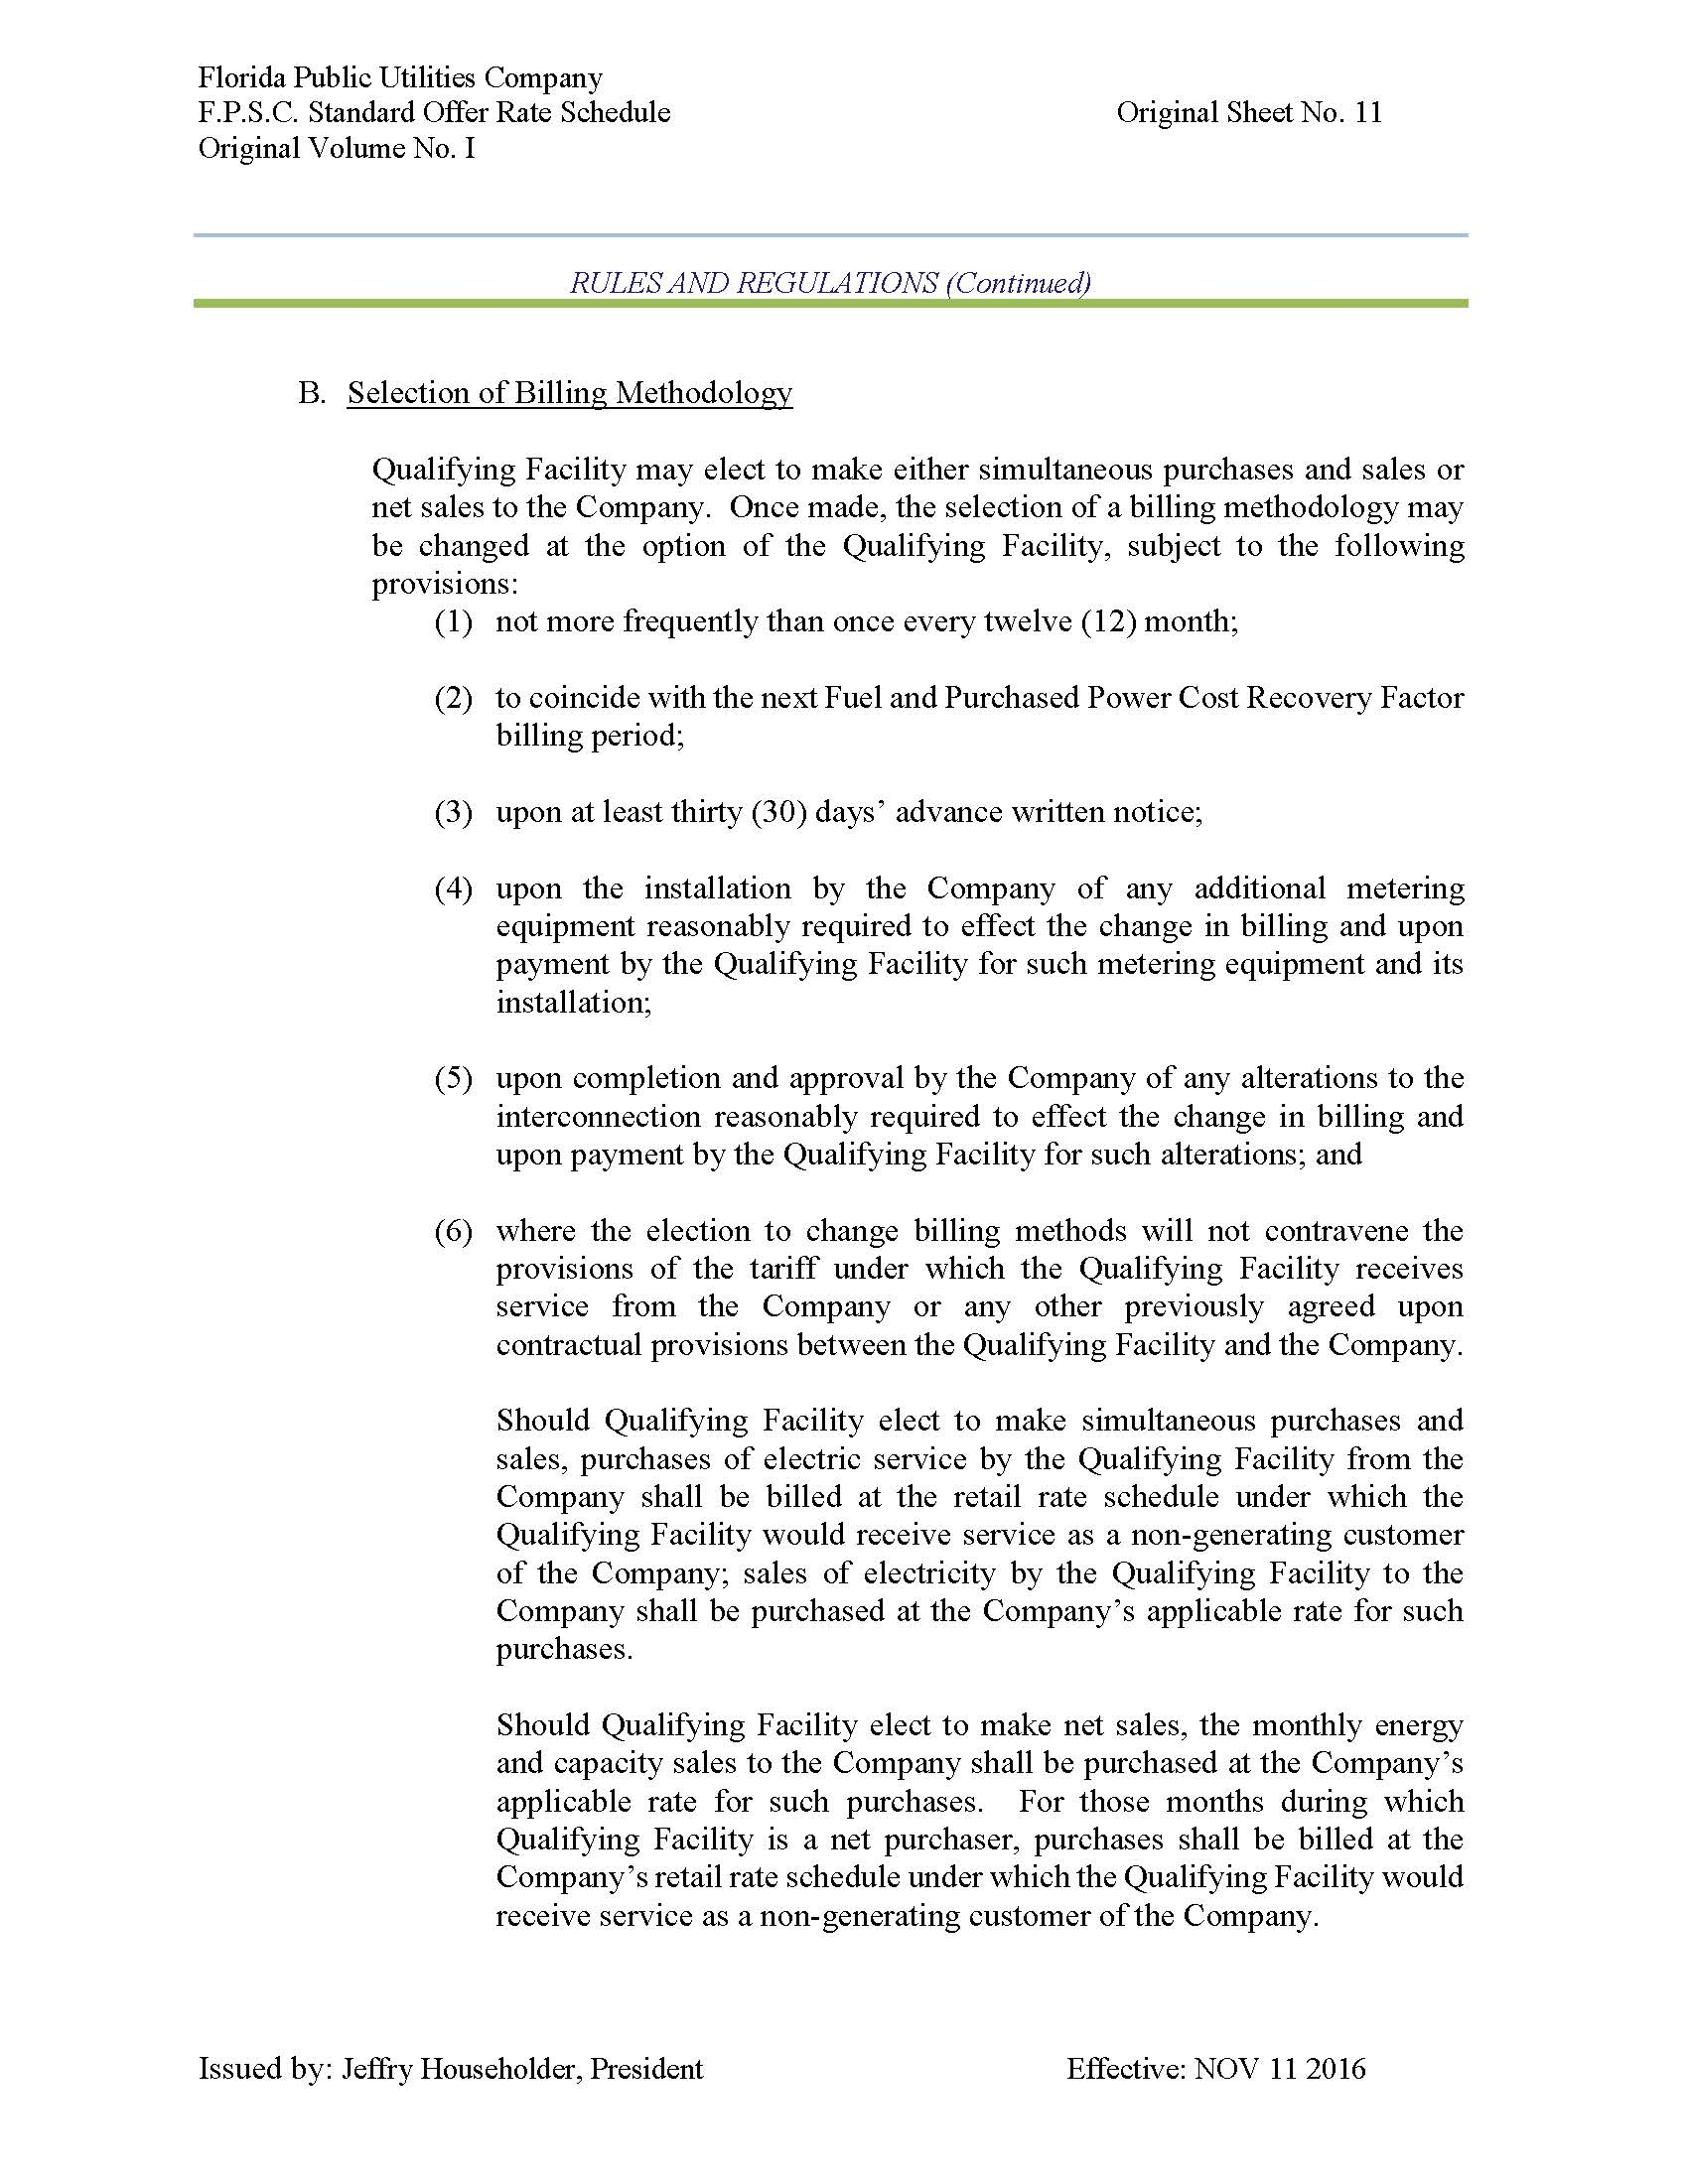 Florida Public Utilities Company
F.P.S.C. Standard Offer Rate Schedule Original Sheet No. 11
Original Volume No. I
RULES AND REGULATIONS (Continued)
B. Selection of Billing Methodology
Qualifying Facility may elect to make either simultaneous purchases and sales or
net sales to the Company. Once made, the selection of a billing methodology may
be changed at the option of the Qualifying Facility, subject to the following
provisions:
(1) not more frequently than once every twelve (12) month;
(2) to coincide with the next Fuel and Purchased Power Cost Recovery Factor
billing period;
(3) upon at least thirty (30) days’ advance written notice;
(4) upon the installation by the Company of any additional metering
equipment reasonably required to effect the change in billing and upon
payment by the Qualifying Facility for such metering equipment and its
installation;
(5) upon completion and approval by the Company of any alterations to the
interconnection reasonably required to effect the change in billing and
upon payment by the Qualifying Facility for such alterations; and
(6) where the election to change billing methods will not contravene the
provisions of the tariff under which the Qualifying Facility receives
service from the Company or any other previously agreed upon
contractual provisions between the Qualifying Facility and the Company.
Should Qualifying Facility elect to make simultaneous purchases and
sales, purchases of electric service by the Qualifying Facility from the
Company shall be billed at the retail rate schedule under which the
Qualifying Facility would receive service as a non-generating customer
of the Company; sales of electricity by the Qualifying Facility to the
Company shall be purchased at the Company’s applicable rate for such
purchases.
Should Qualifying Facility elect to make net sales, the monthly energy
and capacity sales to the Company shall be purchased at the Company’s
applicable rate for such purchases. For those months during which
Qualifying Facility is a net purchaser, purchases shall be billed at the
Company’s retail rate schedule under which the Qualifying Facility would
receive service as a non-generating customer of the Company.
Issued by: Jeffry Householder, President Effective: NOV 11 2016